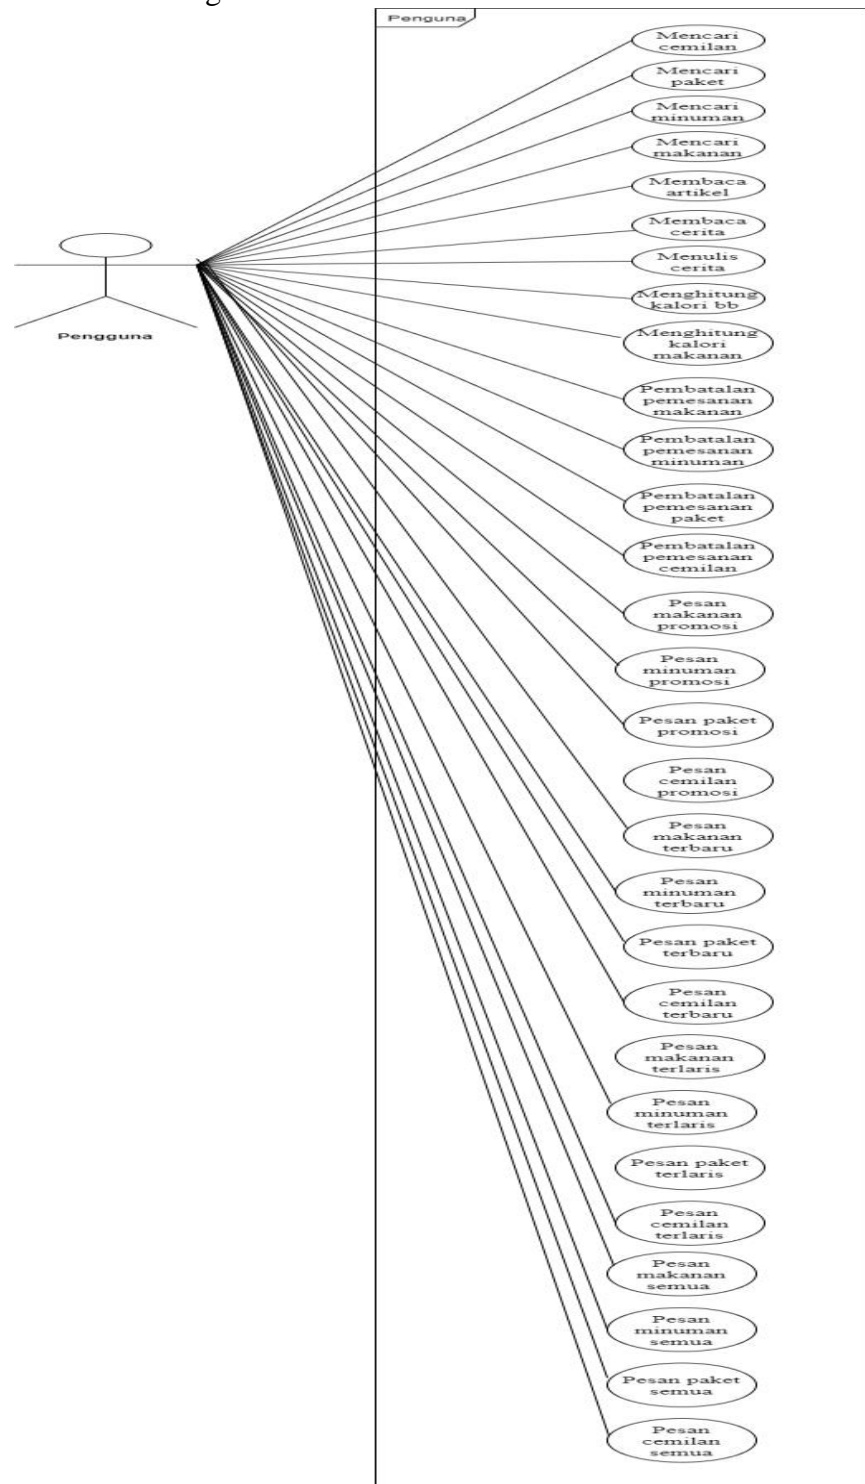 Penguna
Mencari
cemilan
Mencari
paket
Mencari
minuman
Mencari
makanan
Membaca
artikel
Membaca
cerita
Menulis
cerita
Menghitung
kalori bb
Menghitung
kalori
makanan
Pengguna
Pembatalan
pemesanan
makanan
Pembatalan
pemesanan
minuman
Pembatalan
pemesanan
paket
Pembatalan
pemesanan
cemilan
Pesan
makanan
promosi
Pesan
minuman
promosi
Pesan paket
promosi
Pesan
cemilan
promosi
Pesan
makanan
terbaru
Pesan
minuman
terbaru
Pesan paket
terbaru
Pesan
cemilan
terbaru
Pesan
makanan
terlaris
Pesan
minuman
terlaris
Pesan paket
terlaris
Pesan
cemilan
terlaris
Pesan
makanan
semua
Pesan
minuman
semua
Pesan paket
semua
Pesan
cemilan
semua